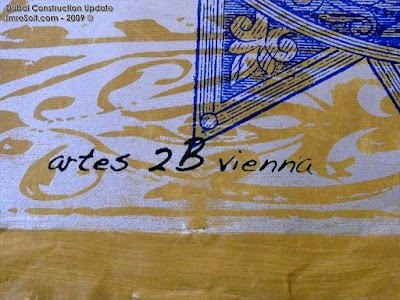 Dubai Construction Update
ImreSolt.com - 2009 ©
artes 2B vienna